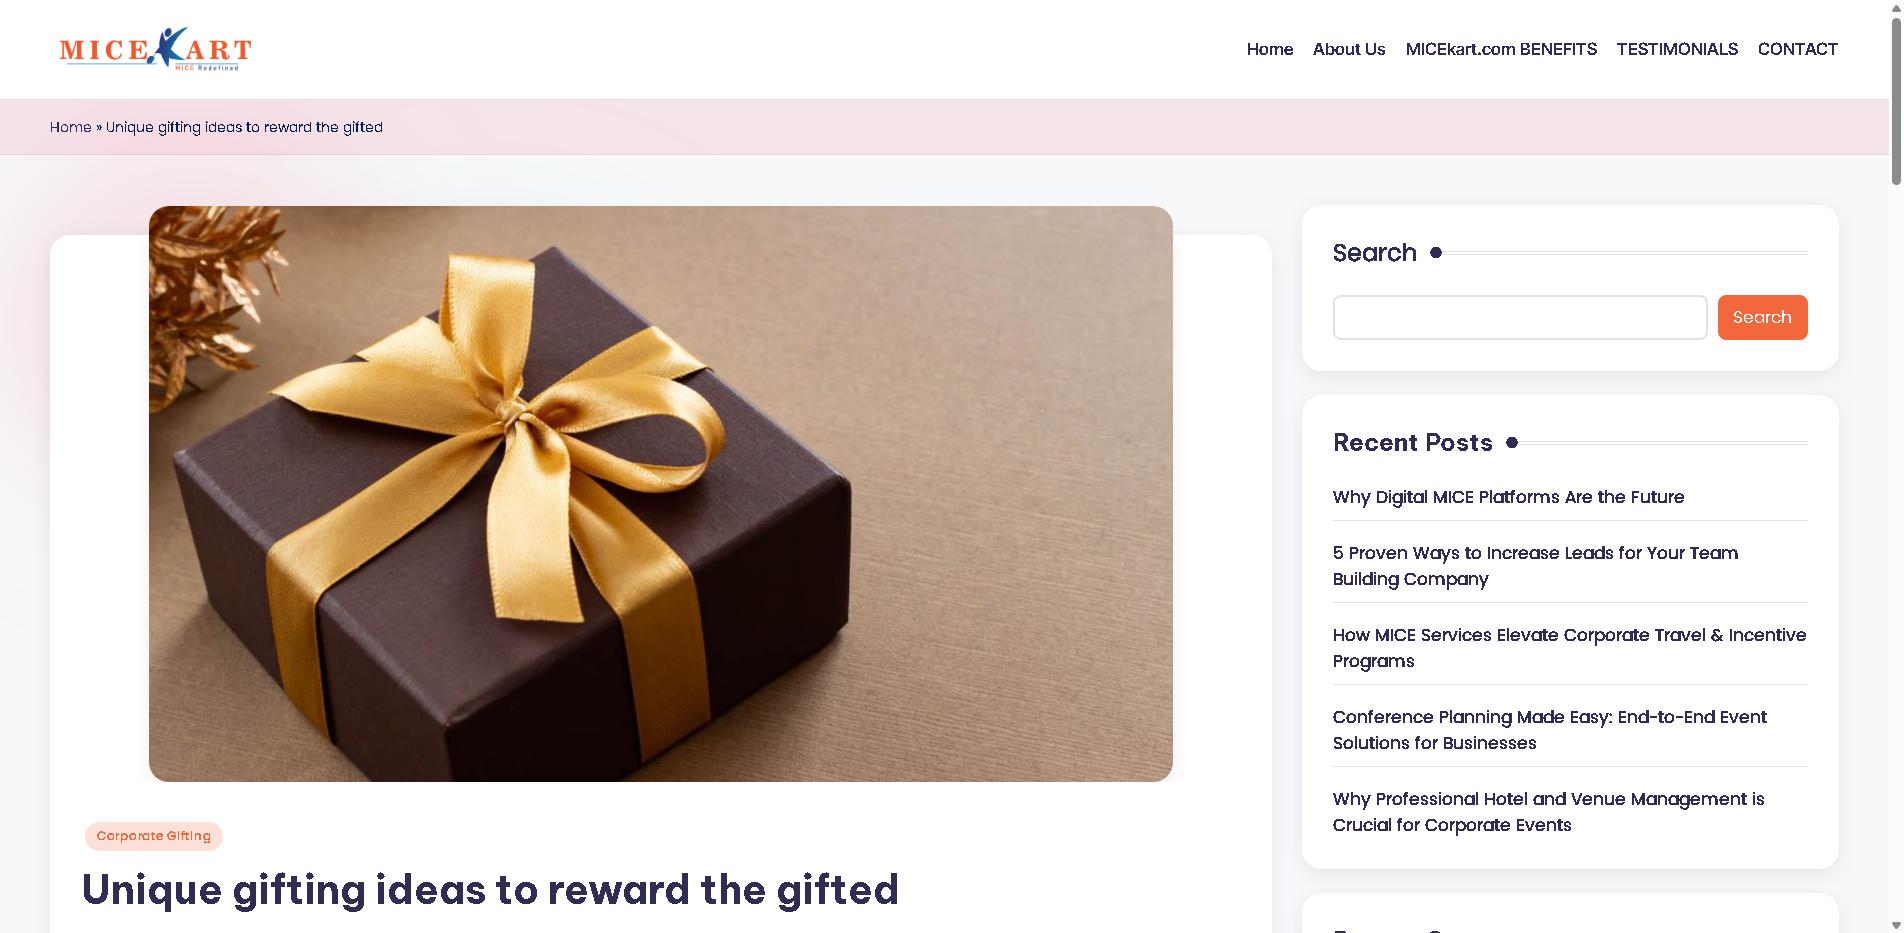 MICEKART
MICE Redefined
Home
About Us
MICEkart.com BENEFITS
TESTIMONIALS
CONTACT
Home » Unique gifting ideas to reward the gifted
Search
Search
Recent Posts
Why Digital MICE Platforms Are the Future
5 Proven Ways to Increase Leads for Your Team
Building Company
How MICE Services Elevate Corporate Travel & Incentive
Programs
Conference Planning Made Easy: End-to-End Event
Solutions for Businesses
Why Professional Hotel and Venue Management is
Crucial for Corporate Events
Corporate Gifting
Unique gifting ideas to reward the gifted